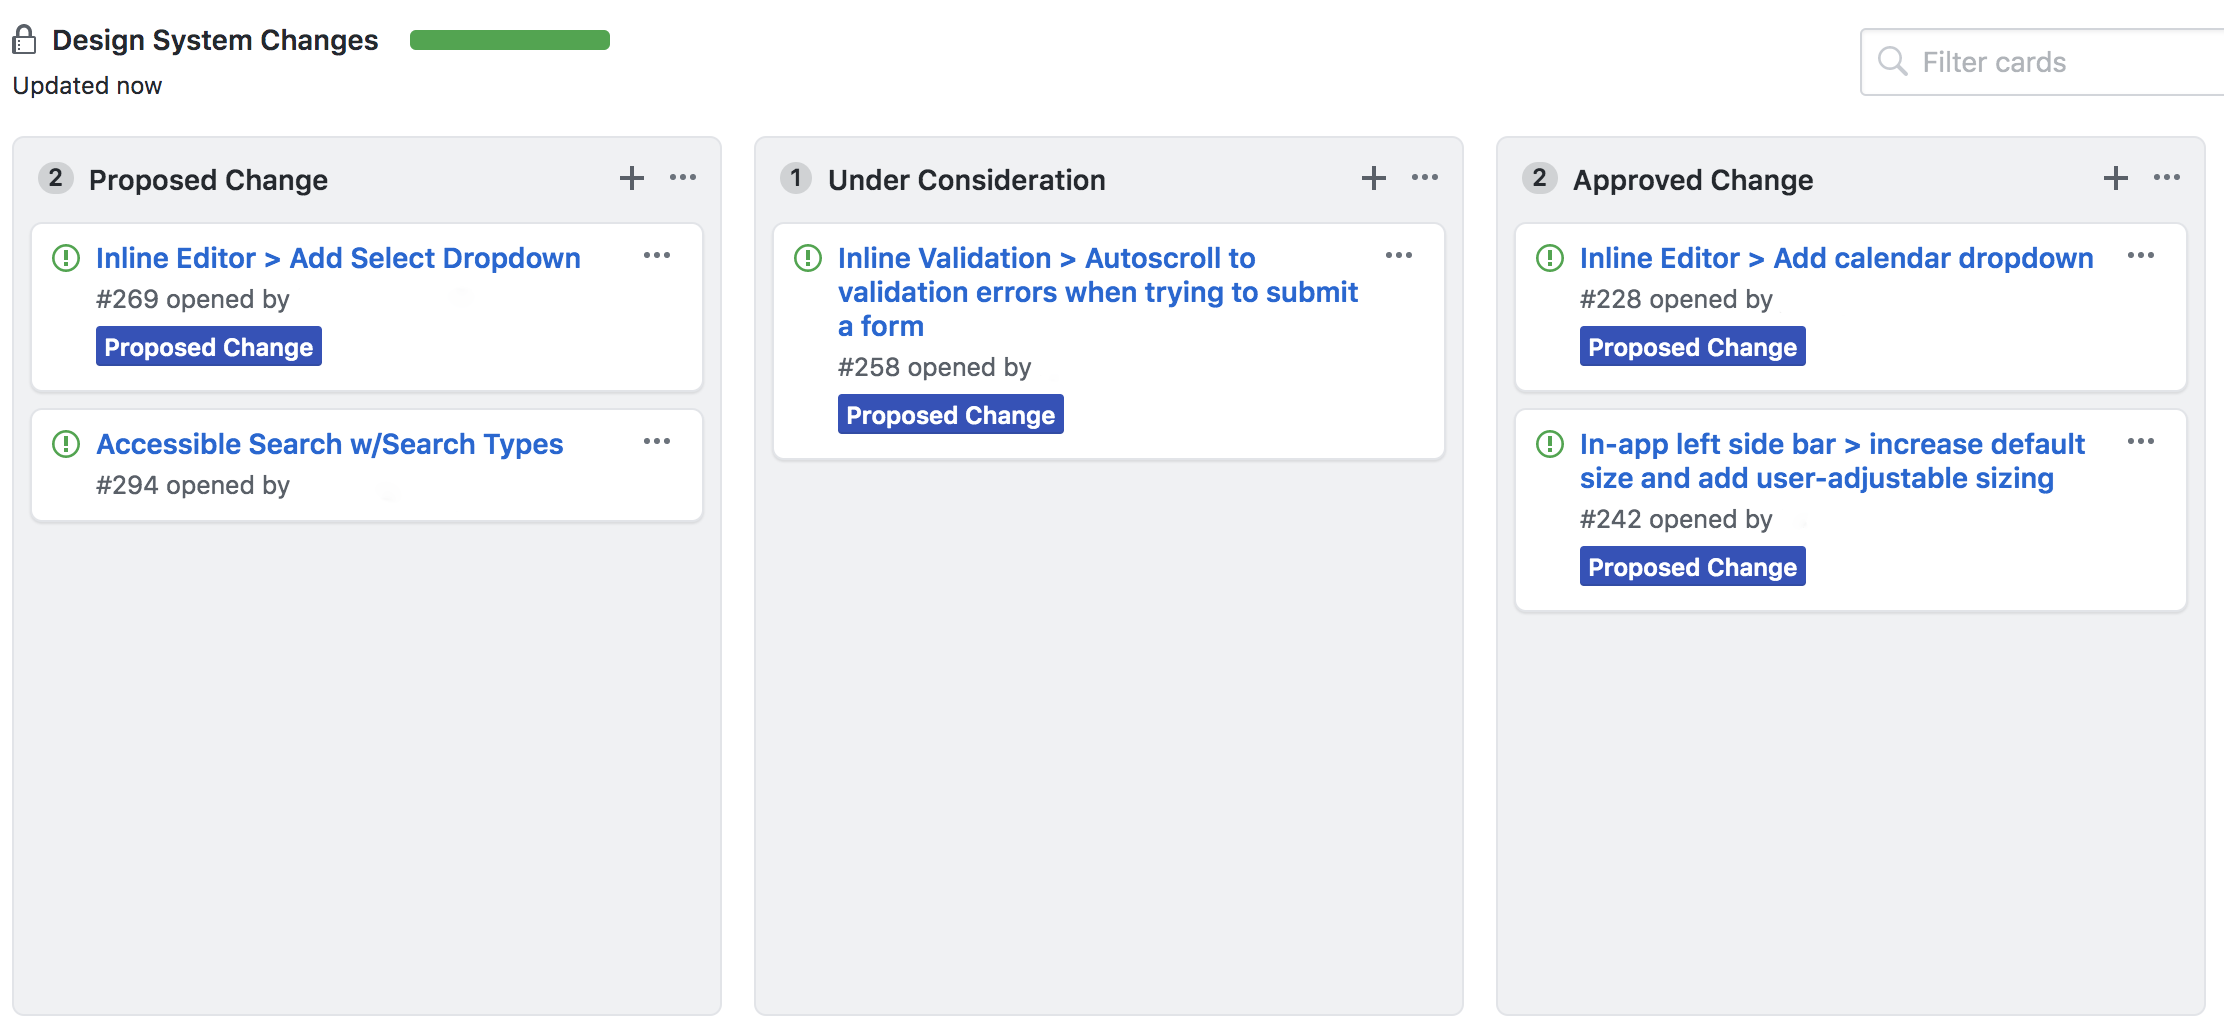 Design System Changes
Updated now
Filter cards
2 Proposed Change
Inline Editor > Add Select Dropdown
#269 opened by
Proposed Change
Accessible Search w/Search Types
#294 opened by
1 Under Consideration
Inline Validation > Autoscroll to
validation errors when trying to submit
a form
#258 opened by
Proposed Change
2 Approved Change
Inline Editor > Add calendar dropdown
#228 opened by
Proposed Change
In-app left side bar > increase default
size and add user-adjustable sizing
#242 opened by
Proposed Change